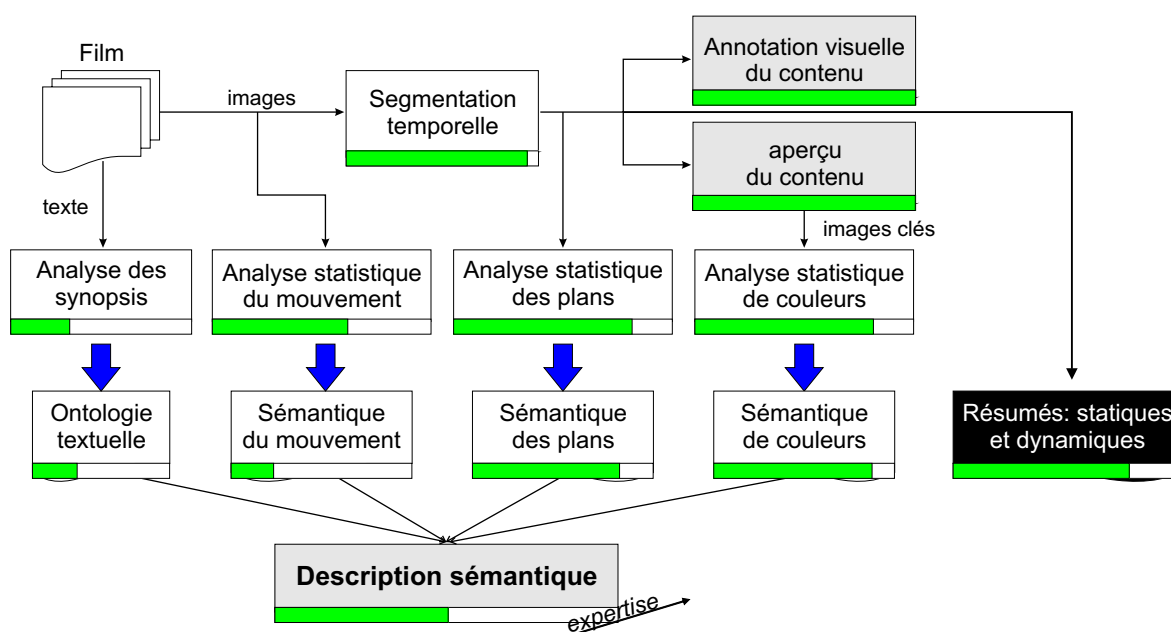 Film
images
texte
Segmentation
temporelle
Annotation visuelle
du contenu
aperçu
du contenu
images clés
Analyse des
synopsis
Analyse statistique
du mouvement
Analyse statistique
des plans
Analyse statistique
de couleurs
Ontologie
textuelle
Sémantique
du mouvement
Sémantique
des plans
Sémantique
de couleurs
Résumés: statiques
et dynamiques
Description sémantique
expertise